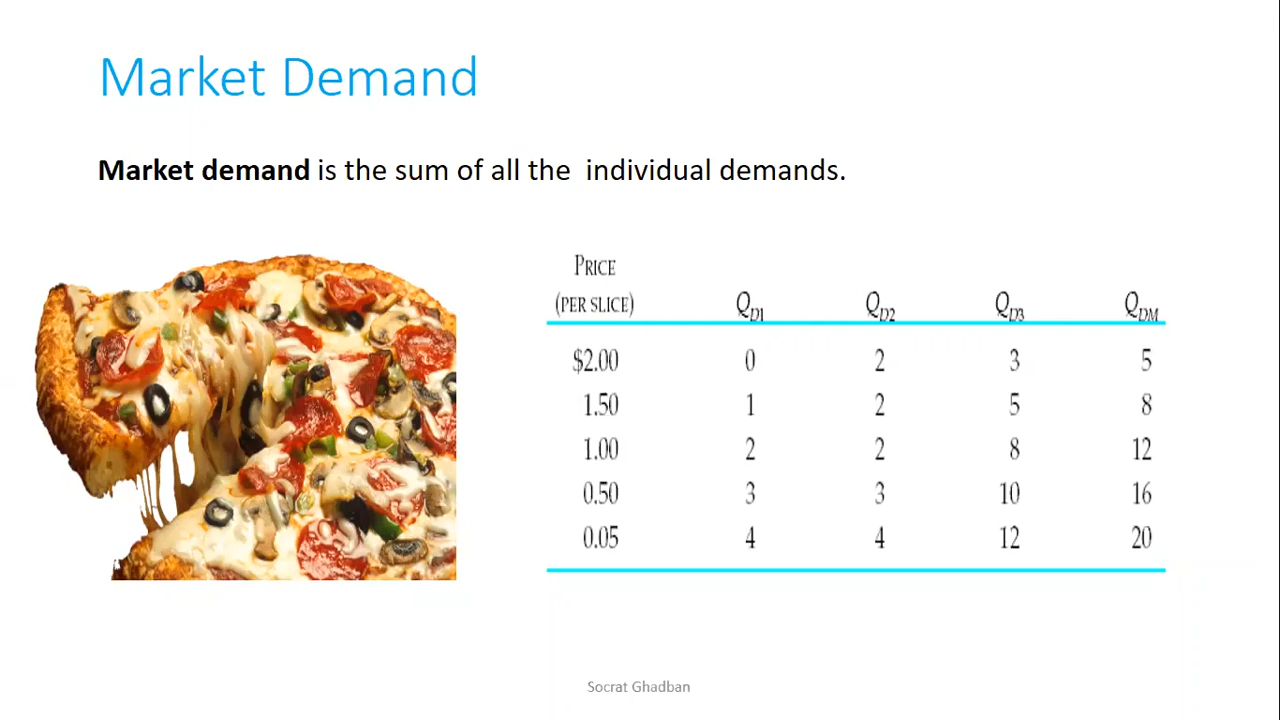 Market Demand
Market demand is the sum of all the individual demands.
PRICE
(PER SLICE) QD1 QD2 QD3 QDM
$2.00 0 2 3 5
1.50 1 2 5 8
1.00 2 2 8 12
0.50 3 3 10 16
0.05 4 4 12 20
Socrat Ghadban